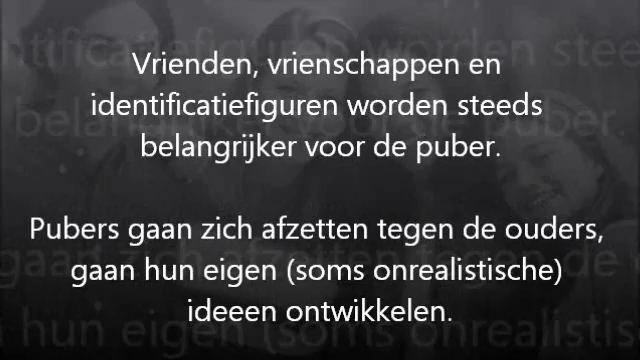 Vrienden, vrienschappen en
identificatiefiguren worden steeds
belangrijker voor de puber.
Pubers gaan zich afzetten tegen de ouders,
gaan hun eigen (soms onrealistische)
ideeen ontwikkelen.